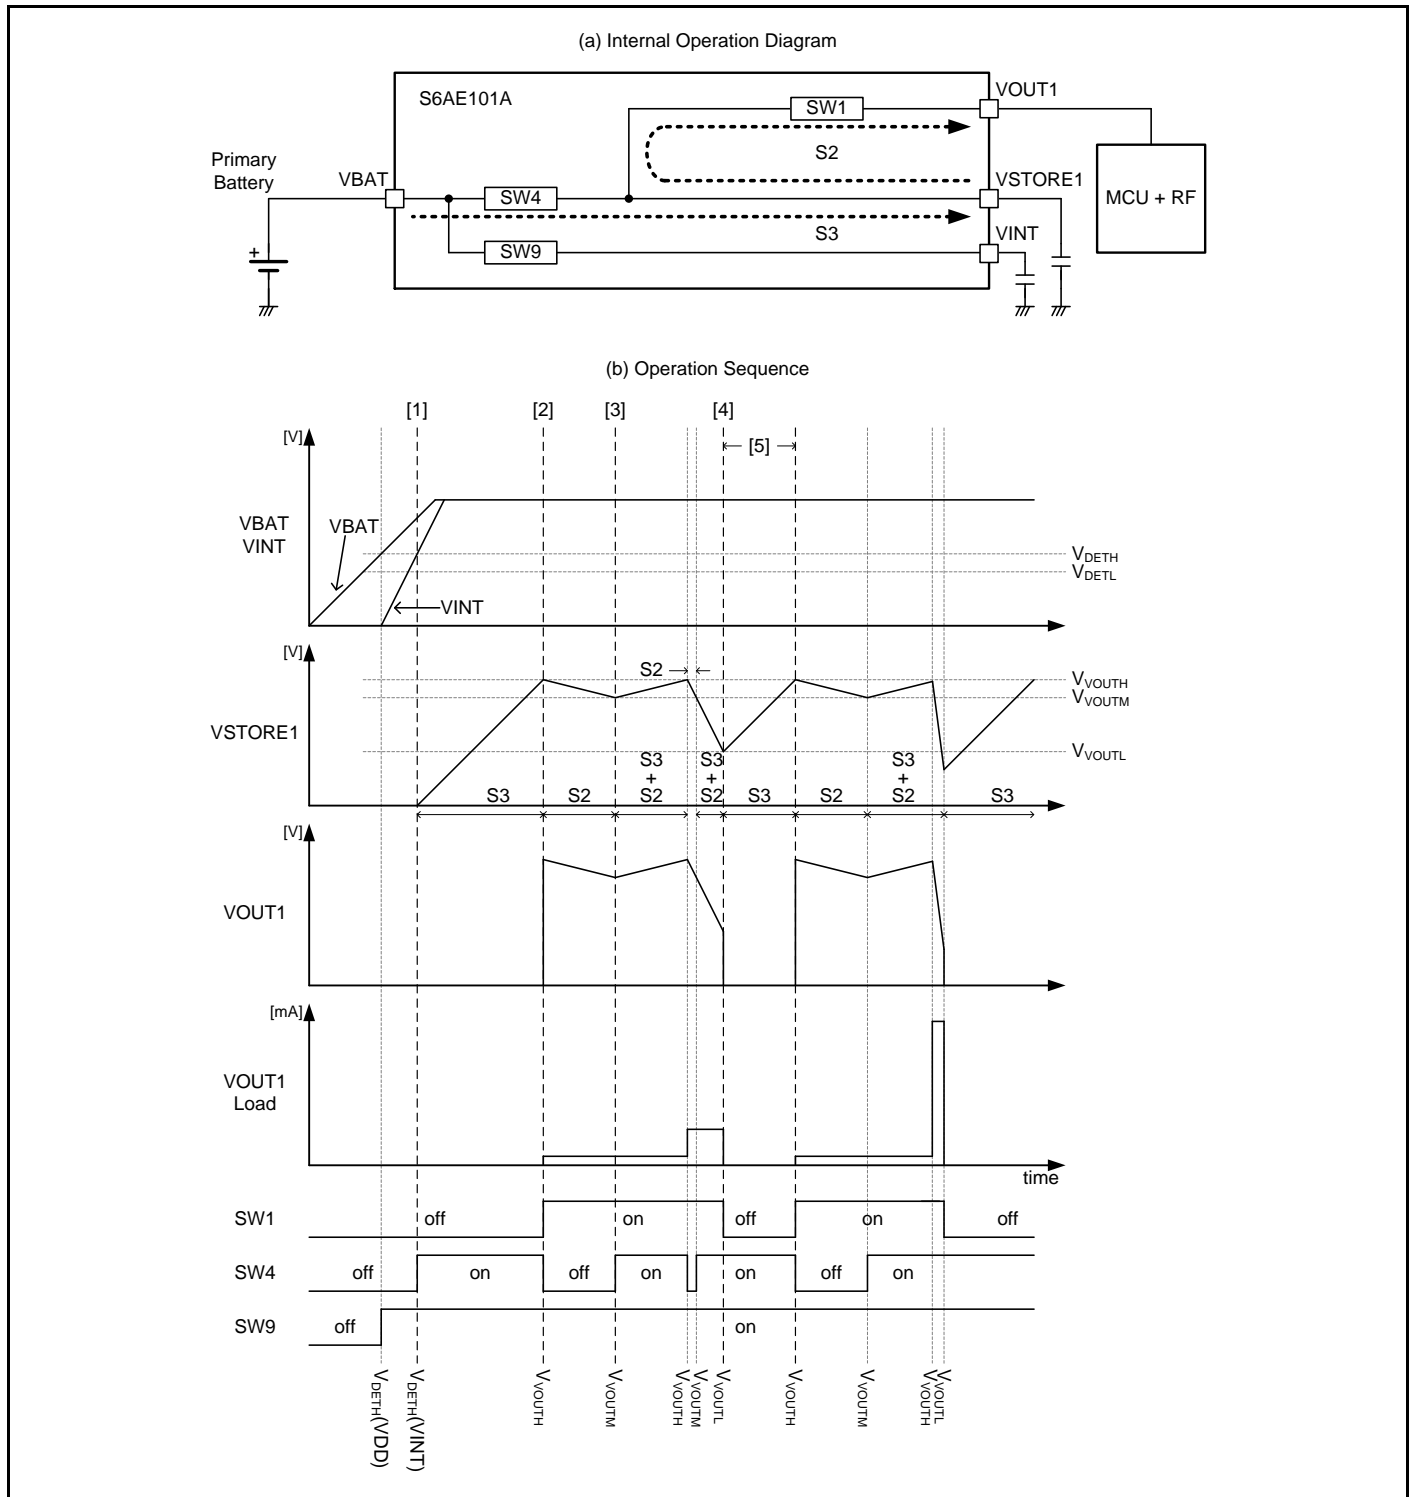 (a) Internal Operation Diagram
S6AE101A
VOUT1
SW1
S2
Primary
Battery
VBAT
SW4
VSTORE1
MCU + RF
S3
VINT
SW9
+
(b) Operation Sequence
[1] [2] [3] [4]
[V]
[5]
VBAT
VINT
VBAT
VINT
VDETH
VDETL
[V]
S2
VVOUTH
VVOUTM
VSTORE1
VVOUTL
S3 S2 S3 + S2 S3 + S2 S3 S2 S3 + S2 S3
[V]
VOUT1
[mA]
VOUT1
Load
time
SW1 off on off on off
SW4 off on off on on off on
SW9 off on
VDETH(VDD)
VDETH(VINT)
VVOUTH
VVOUTM
VVOUTH
VVOUTM
VVOUTL
VVOUTH
VVOUTM
VVOUTH
VVOUTL